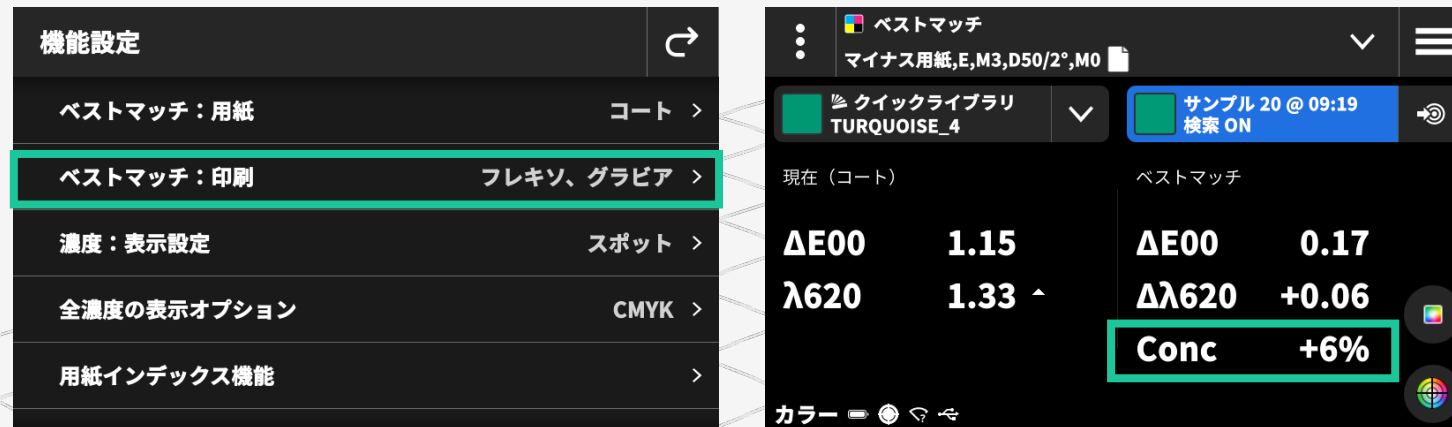 機能設定
ベストマッチ：用紙 コート
ベストマッチ：印刷 フレキソ、グラビア
濃度：表示設定 スポット
全濃度の表示オプション CMYK
用紙インデックス機能
ベストマッチ
マイナス用紙,E,M3,D50/2°,M0
クイックライブラリ
TURQUOISE_4
サンプル 20 @ 09:19
検索 ON
現在（コート）
ΔE00 1.15
λ620 1.33
ベストマッチ
ΔE00 0.17
Δλ620 +0.06
Conc +6%
カラー